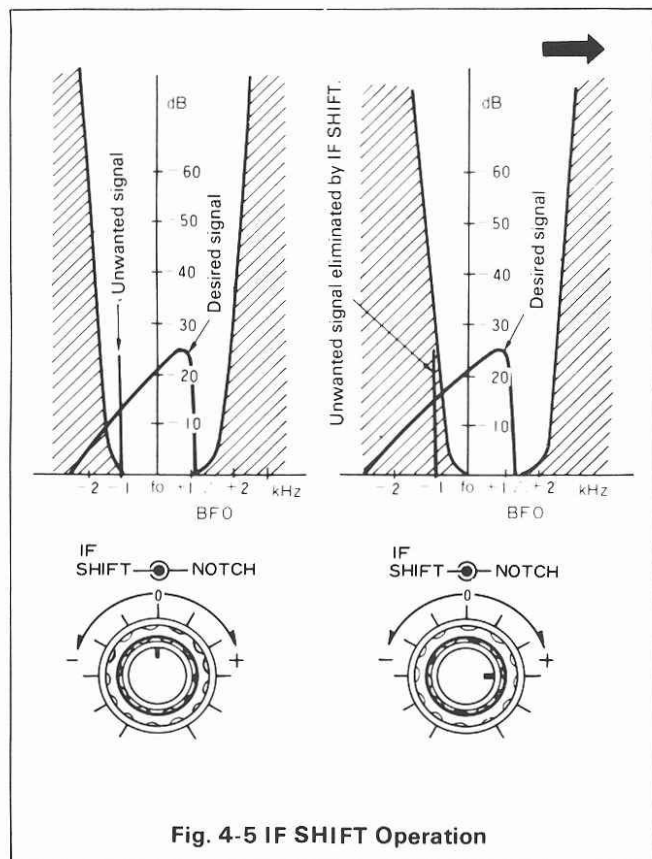 dB
60
50
40
30
20
10
Unwanted signal
Desired signal
-2 -1 fo +1 +2 kHz
BFO
Unwanted signal eliminated by IF SHIFT.
dB
60
50
40
30
20
10
Desired signal
-2 -1 fo +1 +2 kHz
BFO
IF
SHIFT NOTCH
0
- +
IF
SHIFT NOTCH
0
- +
Fig. 4-5 IF SHIFT Operation